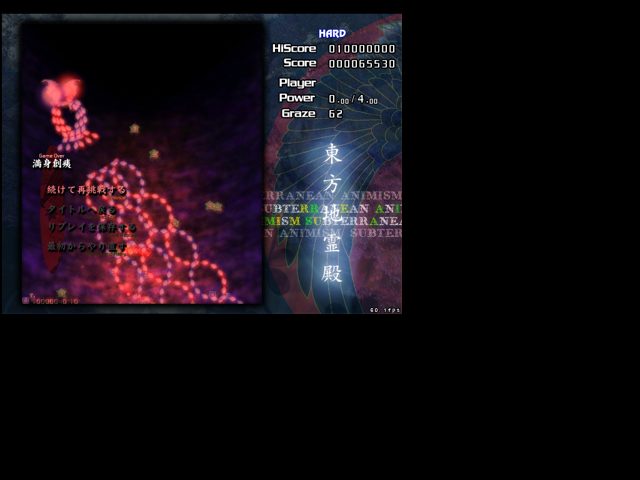 HARD
HiScore 010000000
Score 000065530
Player
Power 0.00/4.00
Graze 62
Game Over
満身創痍
続けて再挑戦する
タイトルへ戻る
リプレイを保存する
最初からやり直す
東方地霊殿
SUBTERRANEAN ANIMISM